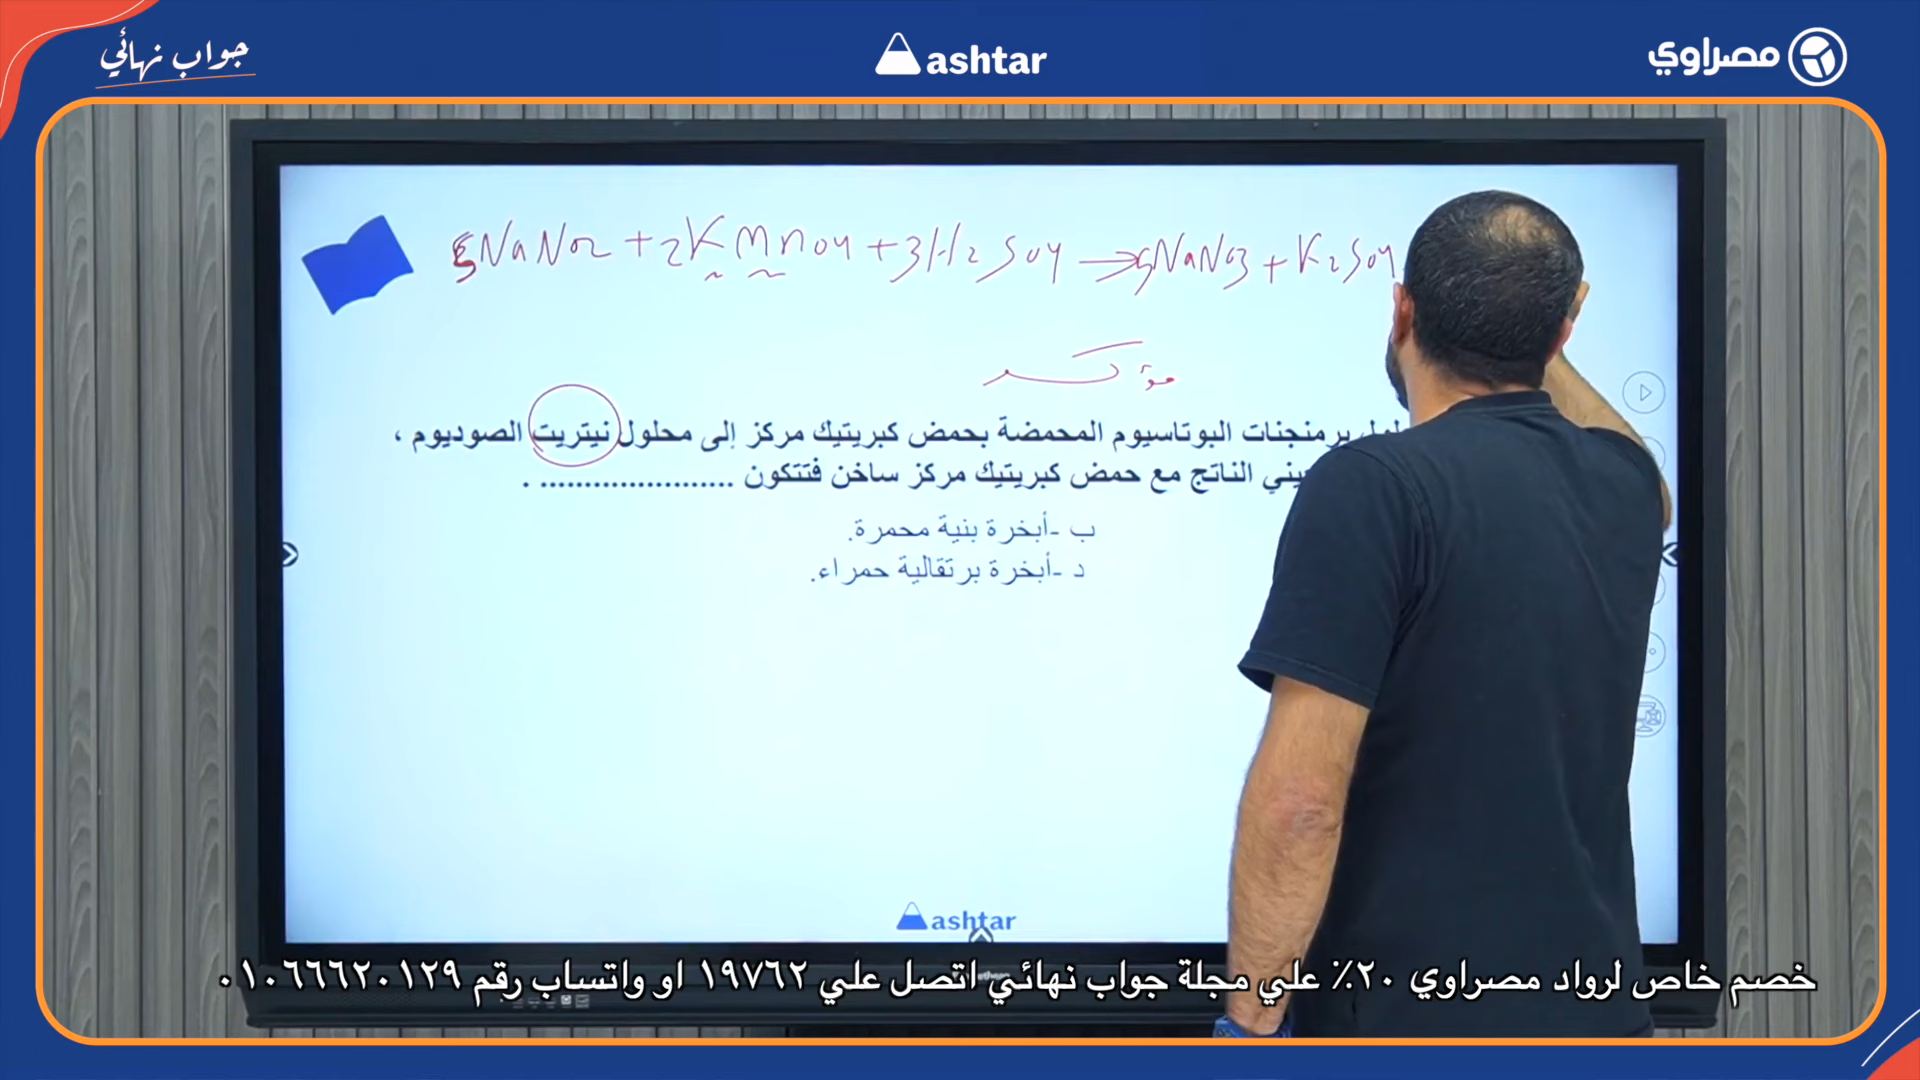 جواب نهائي
ashtar
مصراوي
5NaNO2 + 2KMnO4 + 3H2SO4 → 5NaNO3 + K2SO4
مؤكسد
برمنجنات البوتاسيوم المحمضة بحمض كبريتيك مركز إلى محلول نيتريت الصوديوم ،
الناتج مع حمض كبريتيك مركز ساخن فتتكون ..................... .
ب -أبخرة بنية محمرة.
د -أبخرة برتقالية حمراء.
ashtar
خصم خاص لرواد مصراوي ٢٠٪ علي مجلة جواب نهائي اتصل علي ١٩٧٦٢ او واتساب رقم ٠١٠٦٦٦٢٠١٢٩